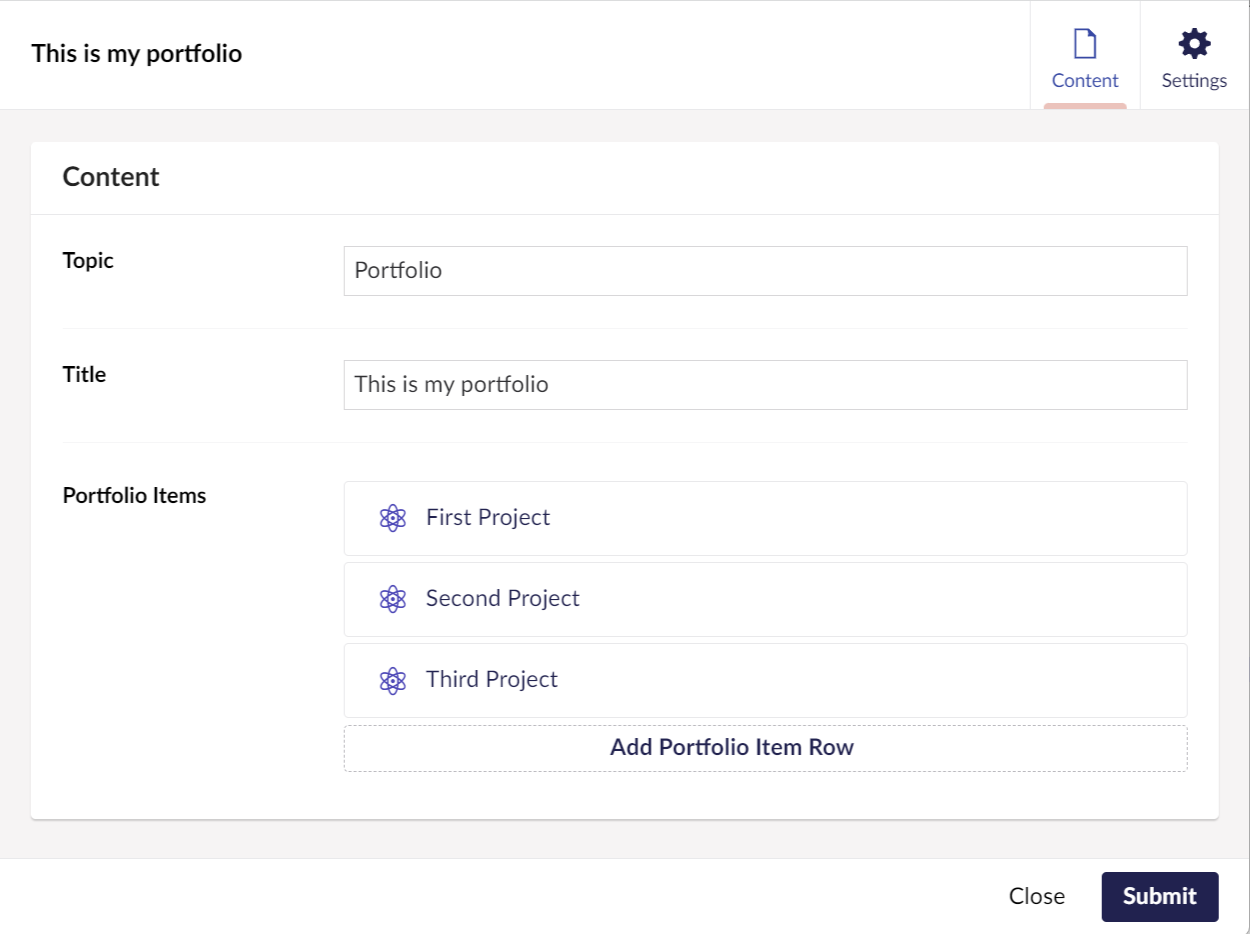 This is my portfolio
Content
Settings
Content
Topic
Portfolio
Title
This is my portfolio
Portfolio Items
First Project
Second Project
Third Project
Add Portfolio Item Row
Close
Submit